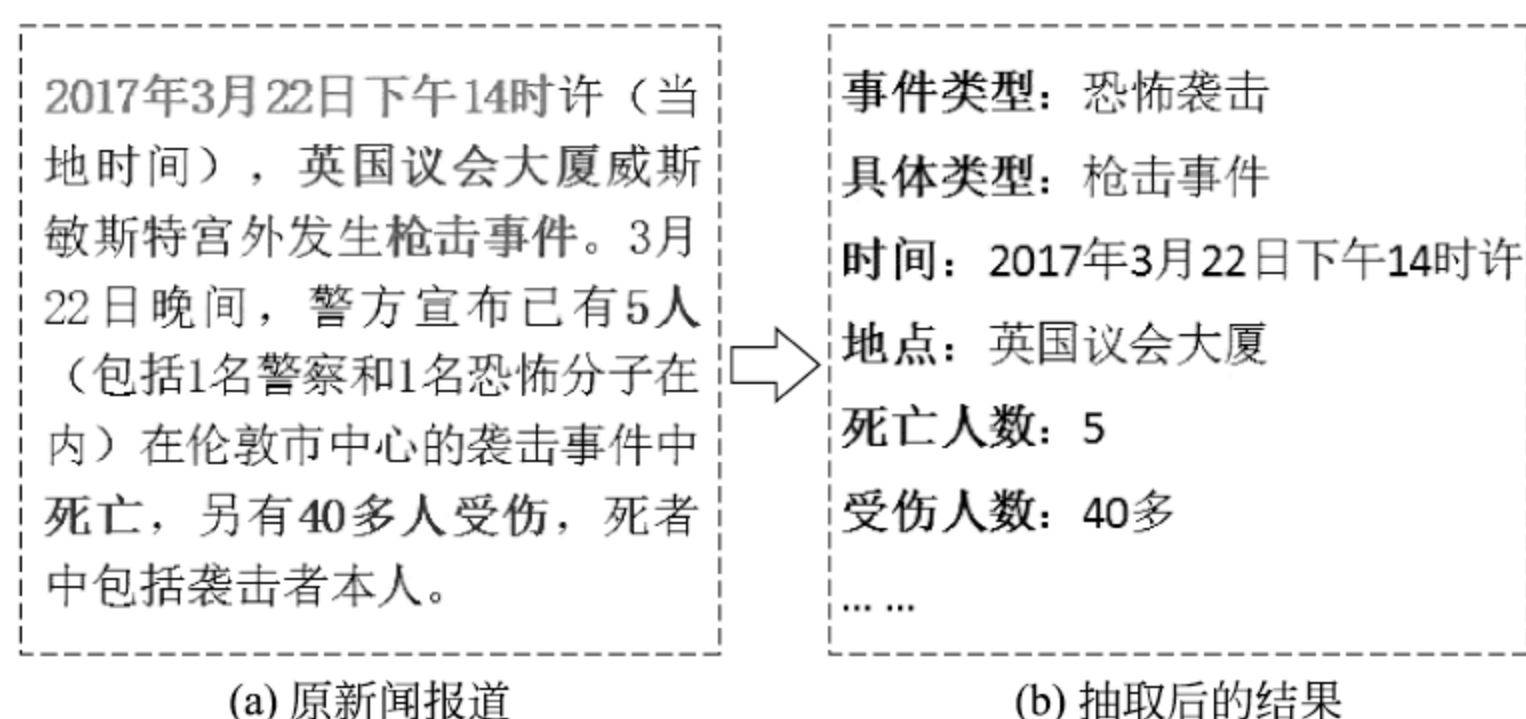 2017年3月22日下午14时许（当
地时间），英国议会大厦威斯
敏斯特宫外发生枪击事件。3月
22日晚间，警方宣布已有5人
（包括1名警察和1名恐怖分子在
内）在伦敦市中心的袭击事件中
死亡，另有40多人受伤，死者
中包括袭击者本人。
(a) 原新闻报道
事件类型：恐怖袭击
具体类型：枪击事件
时间：2017年3月22日下午14时许
地点：英国议会大厦
死亡人数：5
受伤人数：40多
... ...
(b) 抽取后的结果